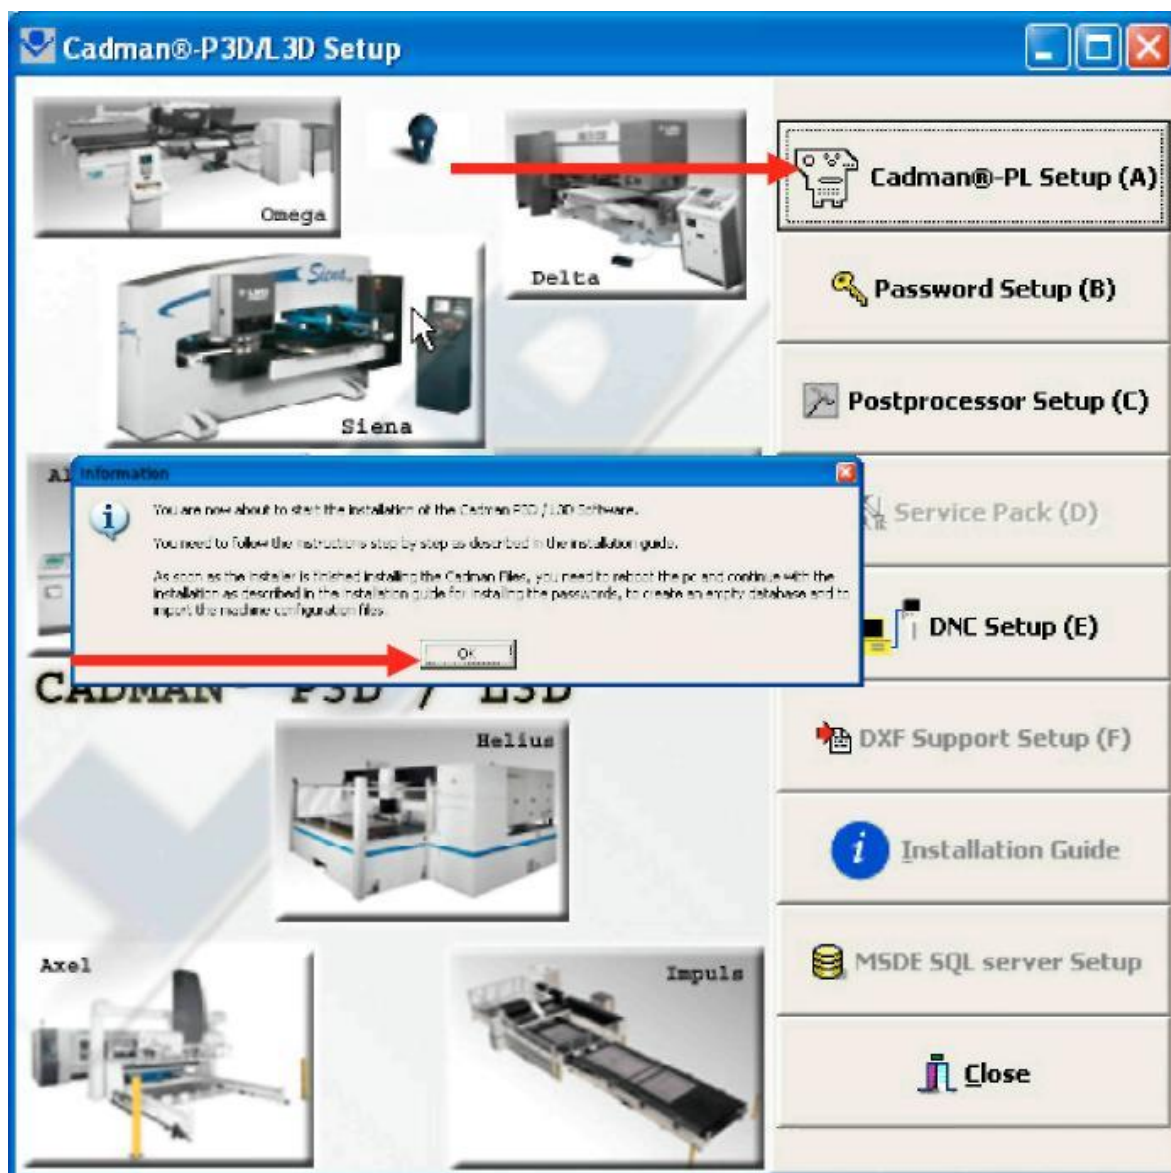 Cadman®-P3D/L3D Setup
Omega
Delta
Siena
Siena
Cadman®-PL Setup (A)
Password Setup (B)
Postprocessor Setup (C)
Service Pack (D)
DNC Setup (E)
DXF Support Setup (F)
Installation Guide
MSDE SQL server Setup
Close
Al
Information
You are now about to start the installation of the Cadman P3D / L3D Software.
You need to follow the instructions step by step as described in the installation guide.
As soon as the installer is finished installing the Cadman Files, you need to reboot the pc and continue with the
installation as described in the installation guide for installing the passwords, to create an empty database and to
import the machine configuration files.
OK
CADMAN P3D / L3D
Helius
Axel
Impuls